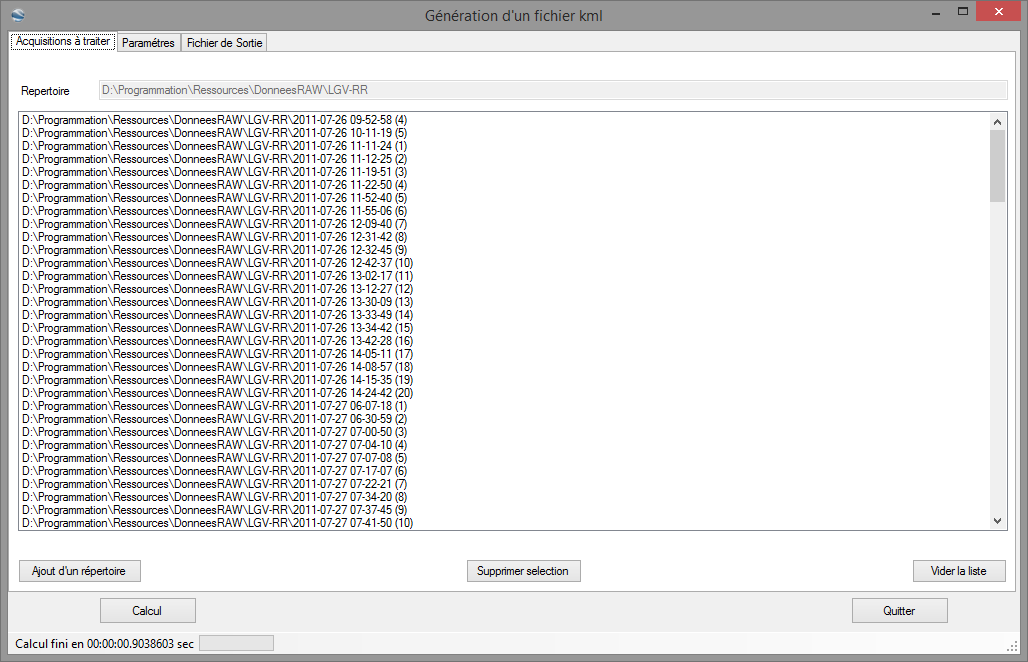 Génération d'un fichier kml
Acquisitions à traiter Paramètres Fichier de Sortie
Repertoire D:\Programmation\Ressources\DonneesRAW\LGV-RR
D:\Programmation\Ressources\DonneesRAW\LGV-RR\2011-07-26 09-52-58 (4)
D:\Programmation\Ressources\DonneesRAW\LGV-RR\2011-07-26 10-11-19 (5)
D:\Programmation\Ressources\DonneesRAW\LGV-RR\2011-07-26 11-11-24 (1)
D:\Programmation\Ressources\DonneesRAW\LGV-RR\2011-07-26 11-12-25 (2)
D:\Programmation\Ressources\DonneesRAW\LGV-RR\2011-07-26 11-19-51 (3)
D:\Programmation\Ressources\DonneesRAW\LGV-RR\2011-07-26 11-22-50 (4)
D:\Programmation\Ressources\DonneesRAW\LGV-RR\2011-07-26 11-52-40 (5)
D:\Programmation\Ressources\DonneesRAW\LGV-RR\2011-07-26 11-55-06 (6)
D:\Programmation\Ressources\DonneesRAW\LGV-RR\2011-07-26 12-09-40 (7)
D:\Programmation\Ressources\DonneesRAW\LGV-RR\2011-07-26 12-31-42 (8)
D:\Programmation\Ressources\DonneesRAW\LGV-RR\2011-07-26 12-32-45 (9)
D:\Programmation\Ressources\DonneesRAW\LGV-RR\2011-07-26 12-42-37 (10)
D:\Programmation\Ressources\DonneesRAW\LGV-RR\2011-07-26 13-02-17 (11)
D:\Programmation\Ressources\DonneesRAW\LGV-RR\2011-07-26 13-12-27 (12)
D:\Programmation\Ressources\DonneesRAW\LGV-RR\2011-07-26 13-30-09 (13)
D:\Programmation\Ressources\DonneesRAW\LGV-RR\2011-07-26 13-33-49 (14)
D:\Programmation\Ressources\DonneesRAW\LGV-RR\2011-07-26 13-34-42 (15)
D:\Programmation\Ressources\DonneesRAW\LGV-RR\2011-07-26 13-42-28 (16)
D:\Programmation\Ressources\DonneesRAW\LGV-RR\2011-07-26 14-05-11 (17)
D:\Programmation\Ressources\DonneesRAW\LGV-RR\2011-07-26 14-08-57 (18)
D:\Programmation\Ressources\DonneesRAW\LGV-RR\2011-07-26 14-15-35 (19)
D:\Programmation\Ressources\DonneesRAW\LGV-RR\2011-07-26 14-24-42 (20)
D:\Programmation\Ressources\DonneesRAW\LGV-RR\2011-07-27 06-07-18 (1)
D:\Programmation\Ressources\DonneesRAW\LGV-RR\2011-07-27 06-30-59 (2)
D:\Programmation\Ressources\DonneesRAW\LGV-RR\2011-07-27 07-00-50 (3)
D:\Programmation\Ressources\DonneesRAW\LGV-RR\2011-07-27 07-04-10 (4)
D:\Programmation\Ressources\DonneesRAW\LGV-RR\2011-07-27 07-07-08 (5)
D:\Programmation\Ressources\DonneesRAW\LGV-RR\2011-07-27 07-17-07 (6)
D:\Programmation\Ressources\DonneesRAW\LGV-RR\2011-07-27 07-22-21 (7)
D:\Programmation\Ressources\DonneesRAW\LGV-RR\2011-07-27 07-34-20 (8)
D:\Programmation\Ressources\DonneesRAW\LGV-RR\2011-07-27 07-37-45 (9)
D:\Programmation\Ressources\DonneesRAW\LGV-RR\2011-07-27 07-41-50 (10)
Ajout d'un répertoire Supprimer selection Vider la liste
Calcul Quitter
Calcul fini en 00:00:00.9038603 sec